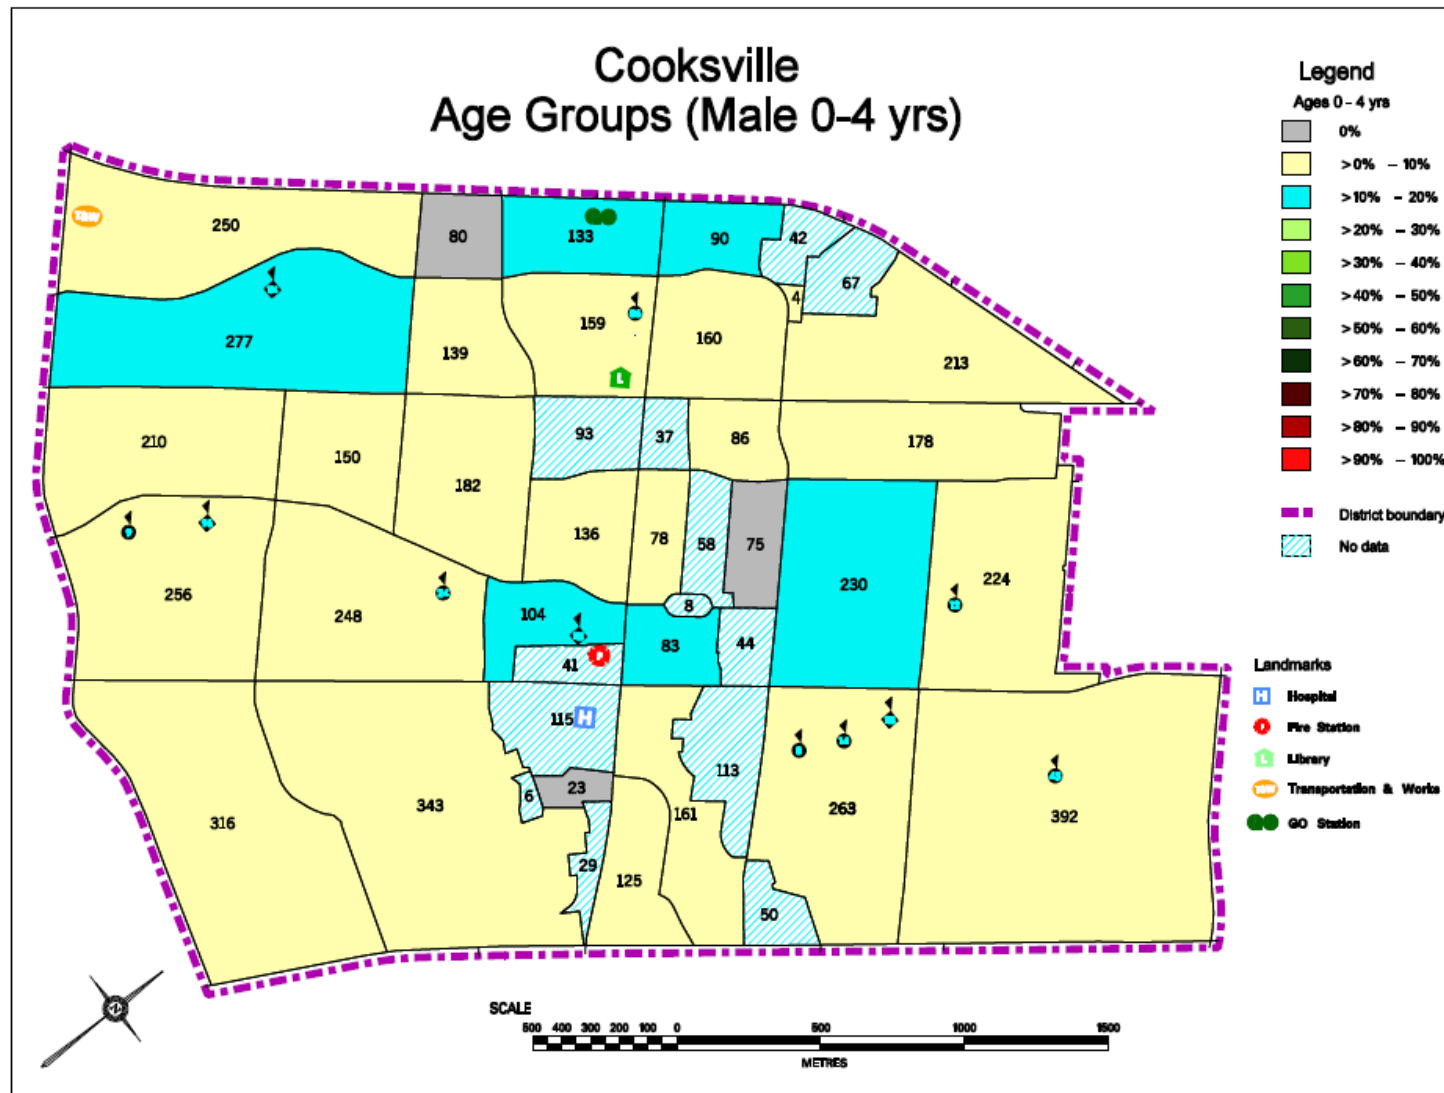 Cooksville
Age Groups (Male 0-4 yrs)
Legend
Ages 0 - 4 yrs
0%
>0% - 10%
>10% - 20%
>20% - 30%
>30% - 40%
>40% - 50%
>50% - 60%
>60% - 70%
>70% - 80%
>80% - 90%
>90% - 100%
District boundary
No data
Landmarks
H Hospital
Fire Station
L Library
T&W Transportation & Works
GO Station
T&W
250
80
133
90
42
67
4
277
139
159
160
213
L
210
150
182
93
37
86
178
136
78
58
75
230
224
256
248
104
8
83
44
41
115
H
113
6
23
343
316
161
263
392
29
125
50
SCALE
500 400 300 200 100 0 500 1000 1500
METRES